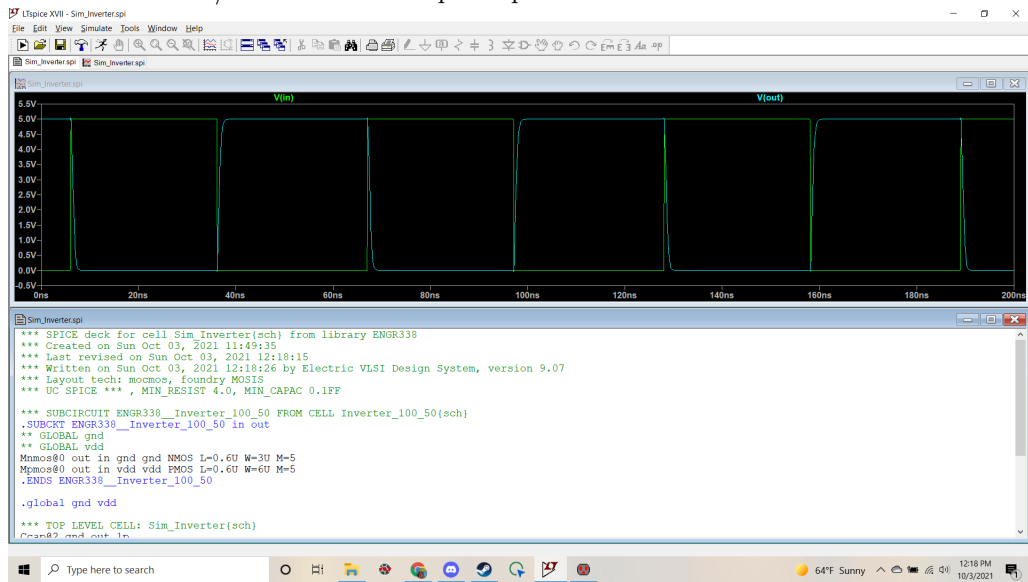 LTspice XVII - Sim_Inverter.spi
File Edit View Simulate Tools Window Help
Sim_Inverter.spi Sim_Inverter.spi
Sim_Inverter.spi
V(in) V(out)
5.5V
5.0V
4.5V
4.0V
3.5V
3.0V
2.5V
2.0V
1.5V
1.0V
0.5V
0.0V
-0.5V
0ns 20ns 40ns 60ns 80ns 100ns 120ns 140ns 160ns 180ns 200ns
Sim_Inverter.spi
*** SPICE deck for cell Sim_Inverter{sch} from library ENGR338
*** Created on Sun Oct 03, 2021 11:49:35
*** Last revised on Sun Oct 03, 2021 12:18:15
*** Written on Sun Oct 03, 2021 12:18:26 by Electric VLSI Design System, version 9.07
*** Layout tech: mocmos, foundry MOSIS
*** UC SPICE *** , MIN_RESIST 4.0, MIN_CAPAC 0.1FF
*** SUBCIRCUIT ENGR338__Inverter_100_50 FROM CELL Inverter_100_50{sch}
.SUBCKT ENGR338__Inverter_100_50 in out
** GLOBAL gnd
** GLOBAL vdd
Mnmos@0 out in gnd gnd NMOS L=0.6U W=3U M=5
Mpmos@0 out in vdd vdd PMOS L=0.6U W=6U M=5
.ENDS ENGR338__Inverter_100_50
.global gnd vdd
*** TOP LEVEL CELL: Sim_Inverter{sch}
Ccap@2 gnd out 1p
Type here to search
64°F Sunny
12:18 PM
10/3/2021